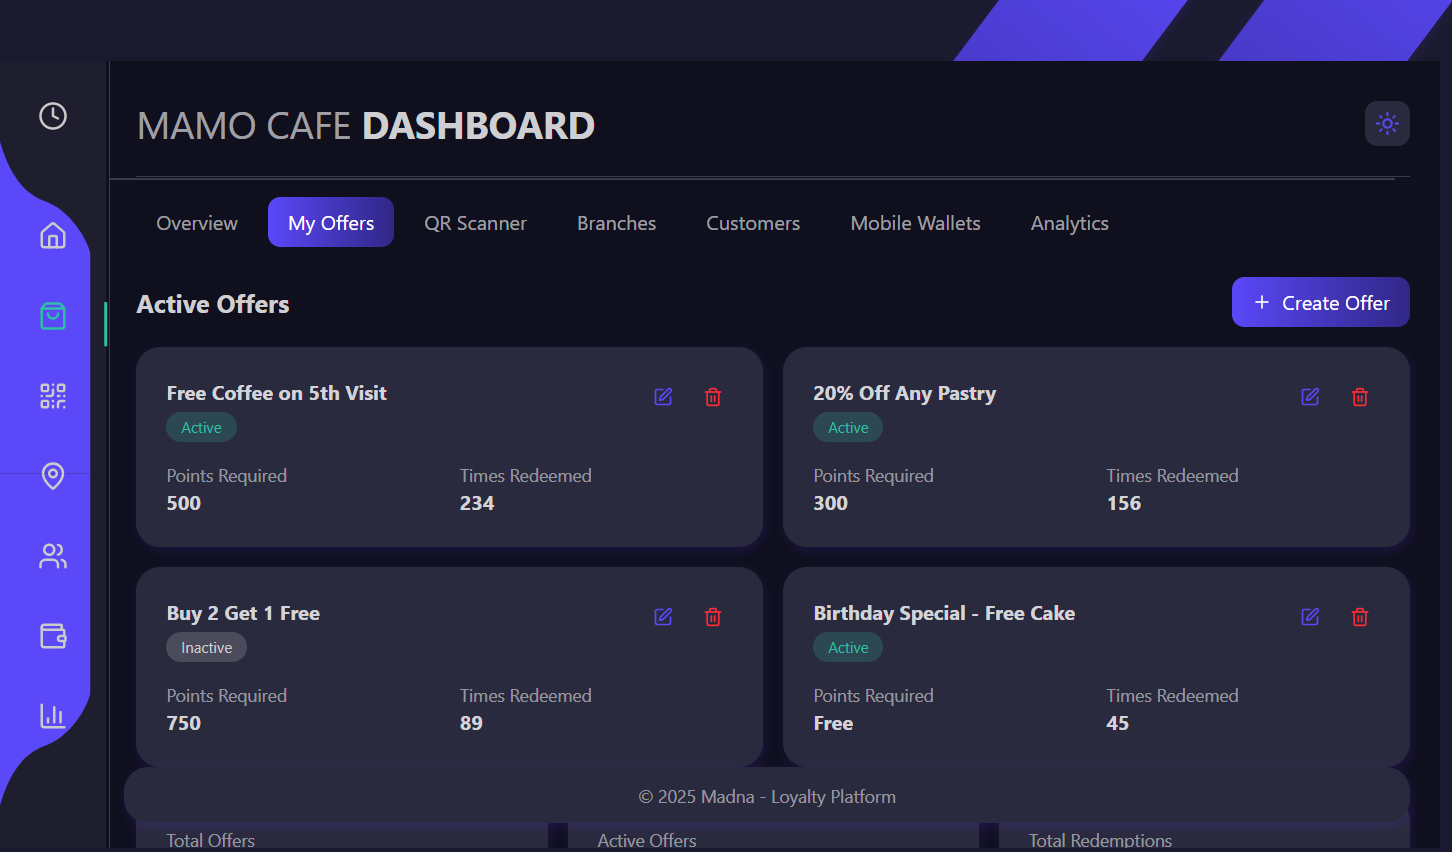 MAMO CAFE DASHBOARD
Overview My Offers QR Scanner Branches Customers Mobile Wallets Analytics
Active Offers
+ Create Offer
Free Coffee on 5th Visit
Active
Points Required Times Redeemed
500 234
20% Off Any Pastry
Active
Points Required Times Redeemed
300 156
Buy 2 Get 1 Free
Inactive
Points Required Times Redeemed
750 89
Birthday Special - Free Cake
Active
Points Required Times Redeemed
Free 45
© 2025 Madna - Loyalty Platform
Total Offers Active Offers Total Redemptions